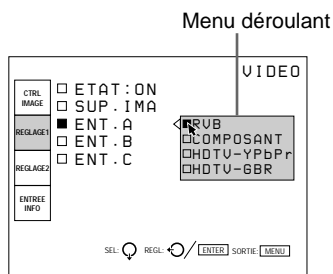 Menu déroulant
VIDEO
CTRL
IMAGE
REGLAGE1
REGLAGE2
ENTREE
INFO
ETAT:ON
SUP.IMA
ENT.A
ENT.B
ENT.C
RVB
COMPOSANT
HDTV-YPbPr
HDTV-GBR
SEL: REGL: / ENTER SORTIE: MENU